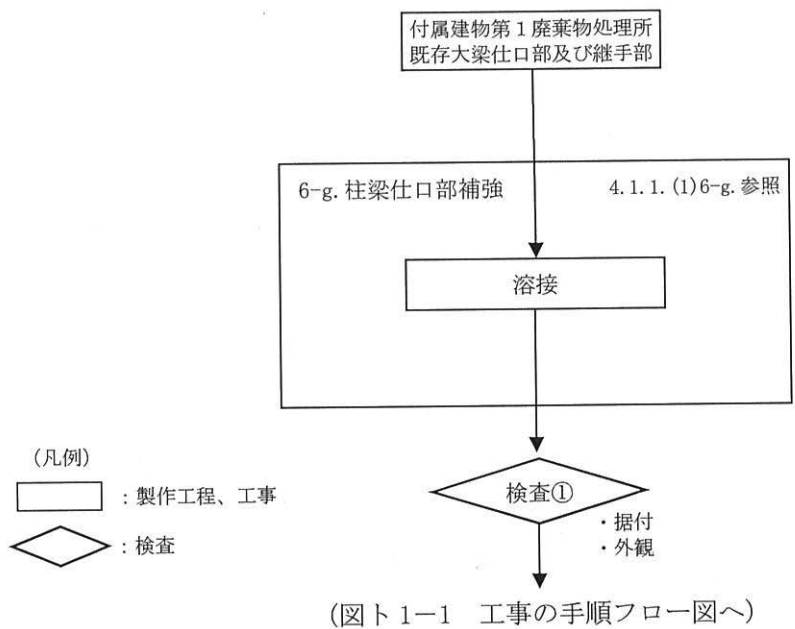 付属建物第1廃棄物処理所
既存大梁仕口部及び継手部
6-g. 柱梁仕口部補強
4.1.1.(1)6-g. 参照
溶接
検査①
・据付
・外観
(凡例)
：製作工程、工事
：検査
(図ト1－1 工事の手順フロー図へ)